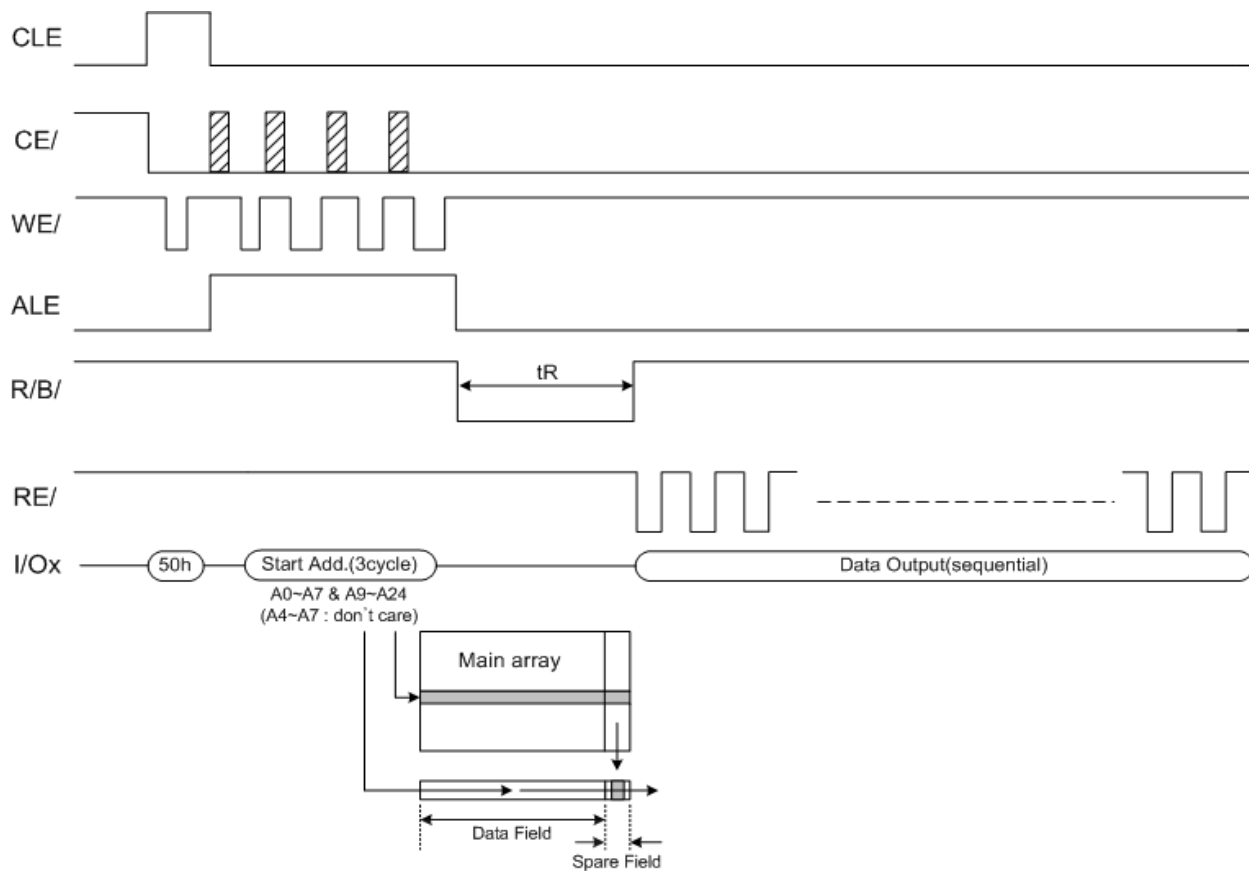 CLE
CE/
WE/
ALE
R/B/
tR
RE/
I/Ox
50h
Start Add.(3cycle)
Data Output(sequential)
A0~A7 & A9~A24
(A4~A7 : don`t care)
Main array
Data Field
Spare Field